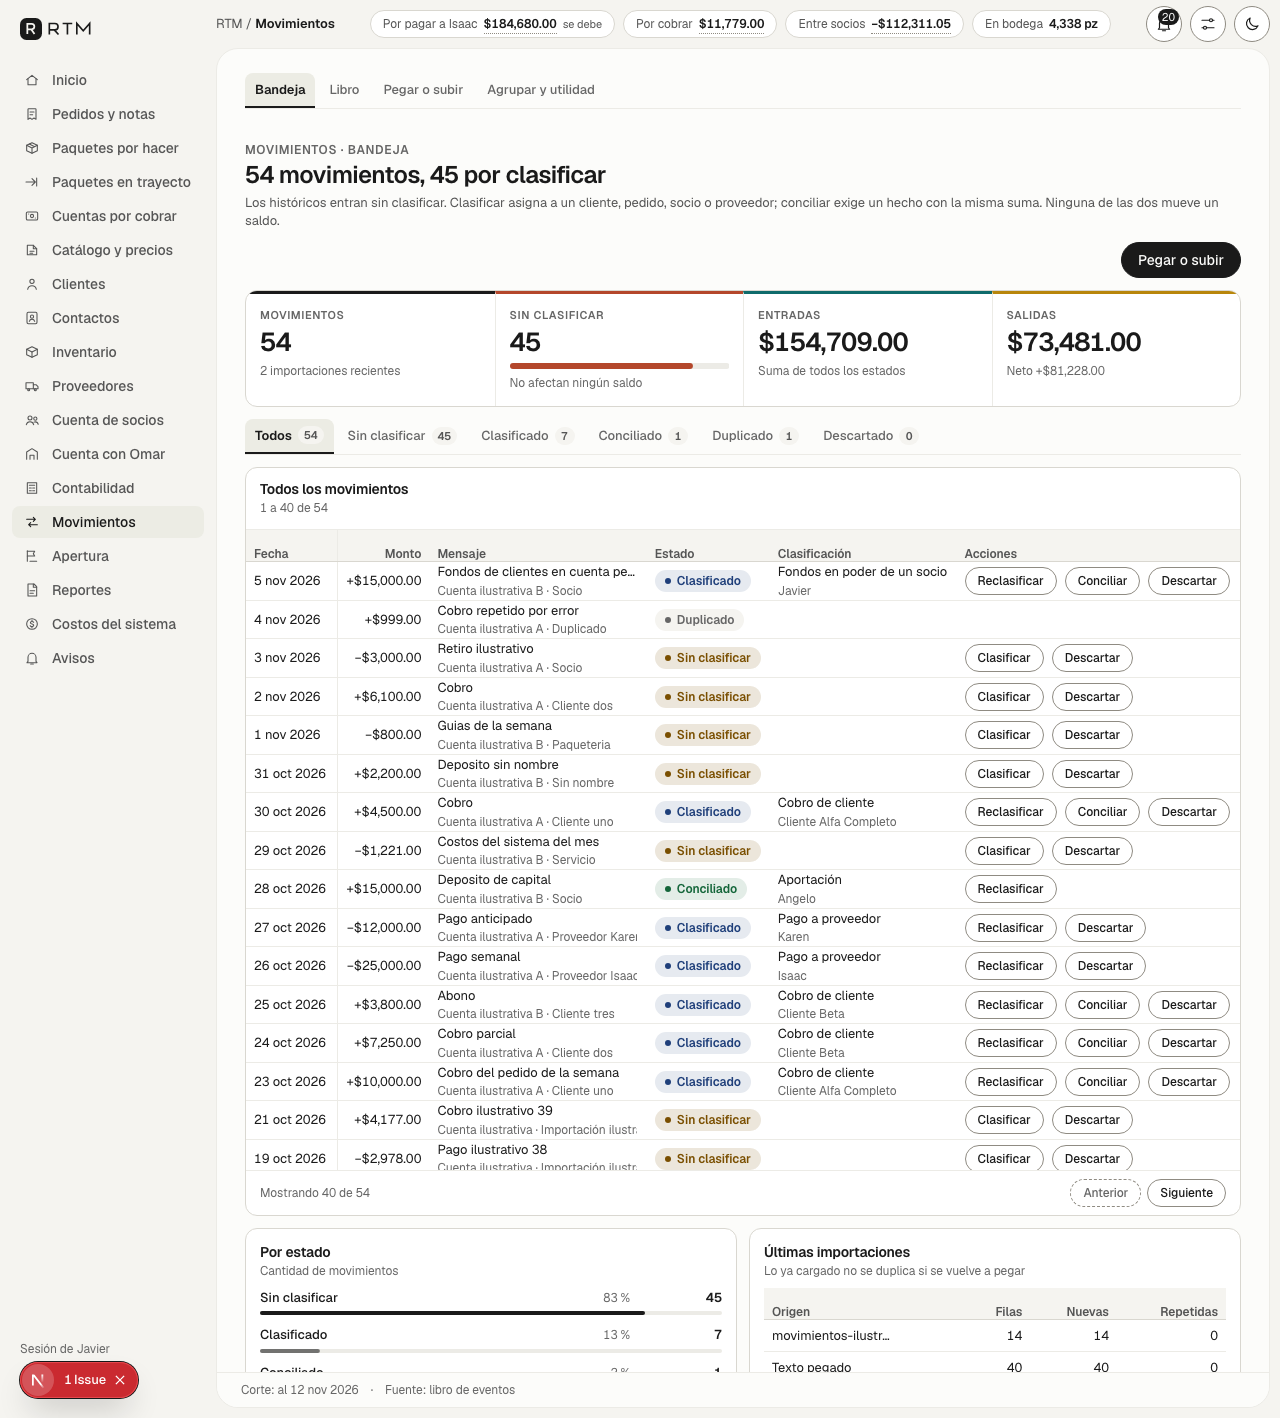 R RTM
RTM / Movimientos
Por pagar a Isaac $184,680.00 se debe
Por cobrar $11,779.00
Entre socios −$112,311.05
En bodega 4,338 pz
20
Inicio
Pedidos y notas
Paquetes por hacer
Paquetes en trayecto
Cuentas por cobrar
Catálogo y precios
Clientes
Contactos
Inventario
Proveedores
Cuenta de socios
Cuenta con Omar
Contabilidad
Movimientos
Apertura
Reportes
Costos del sistema
Avisos
Sesión de Javier
N 1 Issue
Bandeja Libro Pegar o subir Agrupar y utilidad
MOVIMIENTOS · BANDEJA
54 movimientos, 45 por clasificar
Los históricos entran sin clasificar. Clasificar asigna a un cliente, pedido, socio o proveedor; conciliar exige un hecho con la misma suma. Ninguna de las dos mueve un
saldo.
Pegar o subir
MOVIMIENTOS
54
2 importaciones recientes
SIN CLASIFICAR
45
No afectan ningún saldo
ENTRADAS
$154,709.00
Suma de todos los estados
SALIDAS
$73,481.00
Neto +$81,228.00
Todos 54 Sin clasificar 45 Clasificado 7 Conciliado 1 Duplicado 1 Descartado 0
Todos los movimientos
1 a 40 de 54
Fecha Monto Mensaje Estado Clasificación Acciones
5 nov 2026 +$15,000.00 Fondos de clientes en cuenta pe... Clasificado Fondos en poder de un socio Reclasificar Conciliar Descartar
Cuenta ilustrativa B · Socio Javier
4 nov 2026 +$999.00 Cobro repetido por error Duplicado
Cuenta ilustrativa A · Duplicado
3 nov 2026 −$3,000.00 Retiro ilustrativo Sin clasificar Clasificar Descartar
Cuenta ilustrativa A · Socio
2 nov 2026 +$6,100.00 Cobro Sin clasificar Clasificar Descartar
Cuenta ilustrativa A · Cliente dos
1 nov 2026 −$800.00 Guias de la semana Sin clasificar Clasificar Descartar
Cuenta ilustrativa B · Paqueteria
31 oct 2026 +$2,200.00 Deposito sin nombre Sin clasificar Clasificar Descartar
Cuenta ilustrativa B · Sin nombre
30 oct 2026 +$4,500.00 Cobro Clasificado Cobro de cliente Reclasificar Conciliar Descartar
Cuenta ilustrativa A · Cliente uno Cliente Alfa Completo
29 oct 2026 −$1,221.00 Costos del sistema del mes Sin clasificar Clasificar Descartar
Cuenta ilustrativa B · Servicio
28 oct 2026 +$15,000.00 Deposito de capital Conciliado Aportación Reclasificar
Cuenta ilustrativa B · Socio Angelo
27 oct 2026 −$12,000.00 Pago anticipado Clasificado Pago a proveedor Reclasificar Descartar
Cuenta ilustrativa A · Proveedor Karen Karen
26 oct 2026 −$25,000.00 Pago semanal Clasificado Pago a proveedor Reclasificar Descartar
Cuenta ilustrativa A · Proveedor Isaac Isaac
25 oct 2026 +$3,800.00 Abono Clasificado Cobro de cliente Reclasificar Conciliar Descartar
Cuenta ilustrativa B · Cliente tres Cliente Beta
24 oct 2026 +$7,250.00 Cobro parcial Clasificado Cobro de cliente Reclasificar Conciliar Descartar
Cuenta ilustrativa A · Cliente dos Cliente Beta
23 oct 2026 +$10,000.00 Cobro del pedido de la semana Clasificado Cobro de cliente Reclasificar Conciliar Descartar
Cuenta ilustrativa A · Cliente uno Cliente Alfa Completo
21 oct 2026 +$4,177.00 Cobro ilustrativo 39 Sin clasificar Clasificar Descartar
Cuenta ilustrativa · Importación ilustr
19 oct 2026 −$2,978.00 Pago ilustrativo 38 Sin clasificar Clasificar Descartar
Cuenta ilustrativa · Importación ilustr
Mostrando 40 de 54 Anterior Siguiente
Por estado
Cantidad de movimientos
Sin clasificar 83 % 45
Clasificado 13 % 7
Conciliado 2 % 1
Últimas importaciones
Lo ya cargado no se duplica si se vuelve a pegar
Origen Filas Nuevas Repetidas
movimientos-ilustr... 14 14 0
Texto pegado 40 40 0
Corte: al 12 nov 2026 · Fuente: libro de eventos